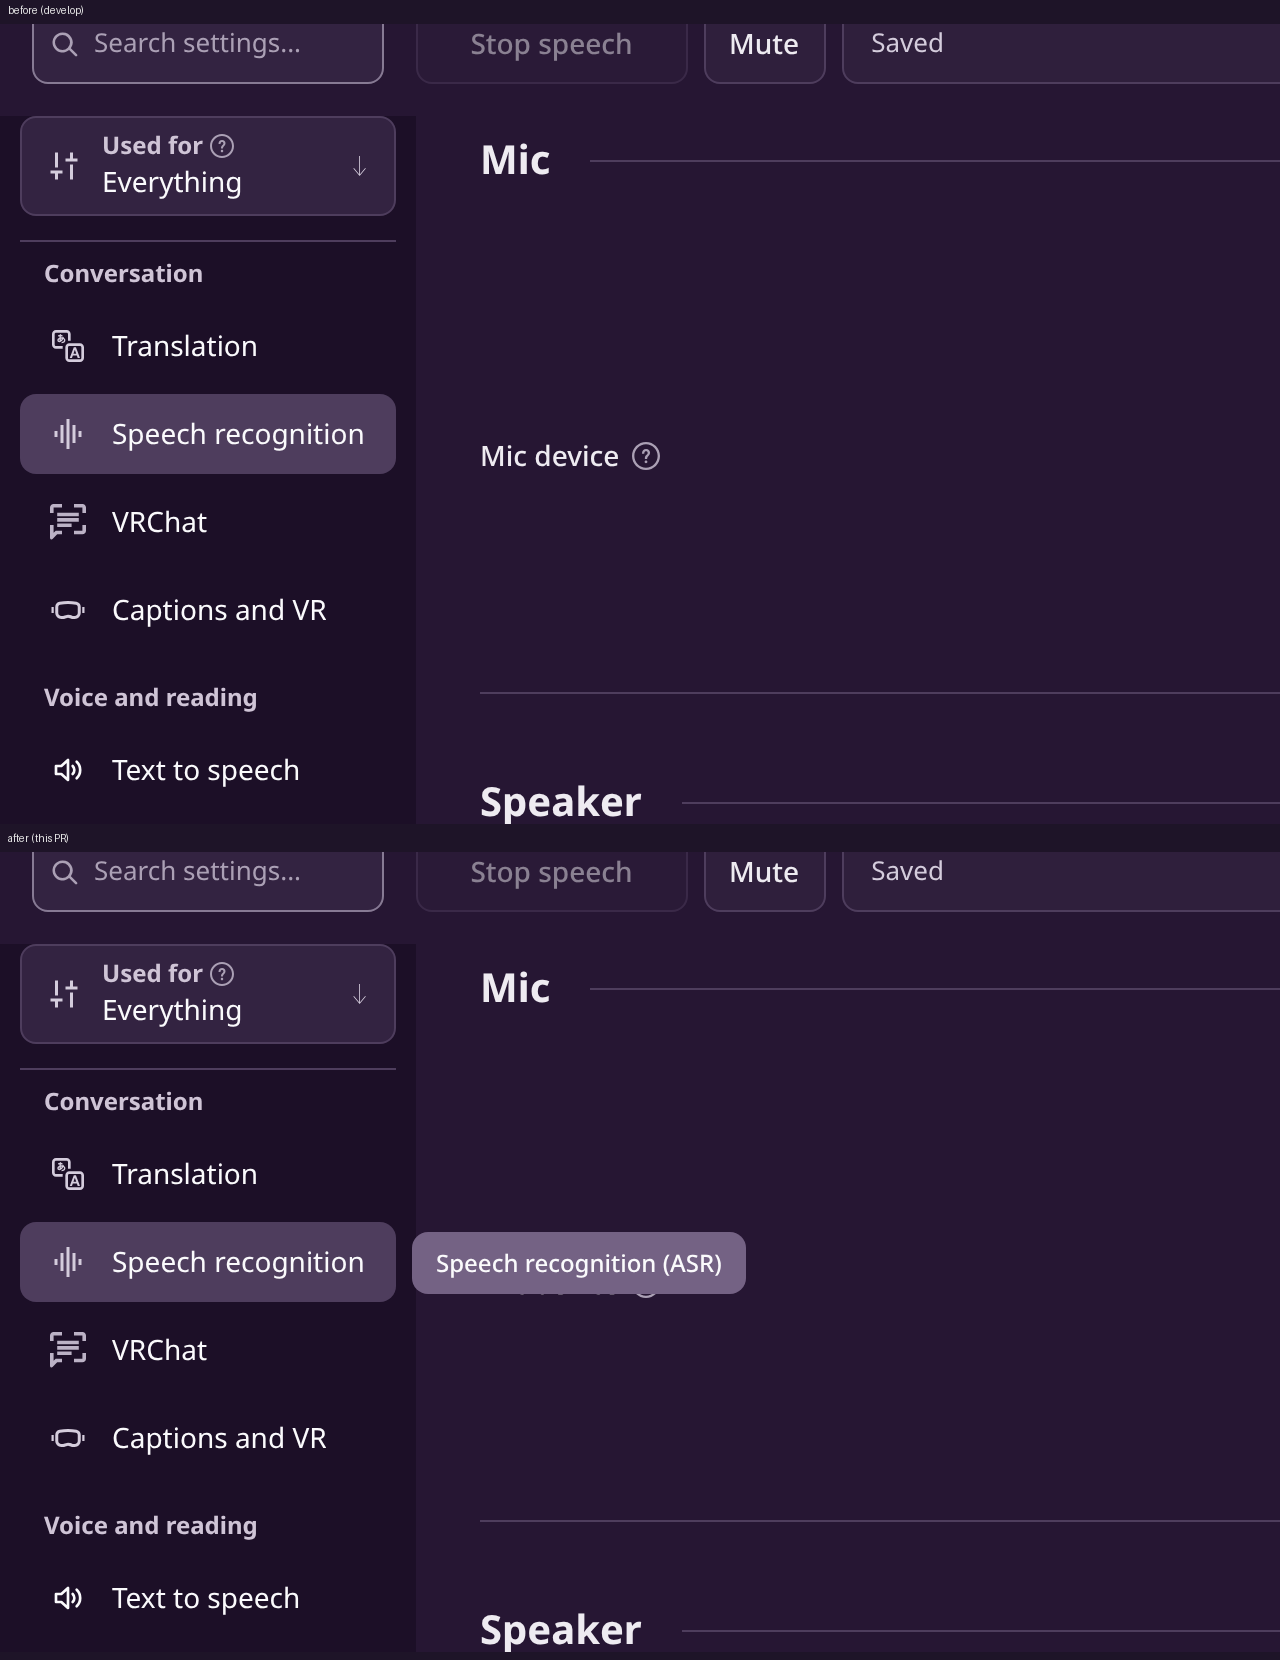 before (develop)
Search settings...
Stop speech
Mute
Saved
Used for ?
Everything
Mic
Conversation
Translation
Speech recognition
Mic device ?
VRChat
Captions and VR
Voice and reading
Text to speech
Speaker
after (this PR)
Search settings...
Stop speech
Mute
Saved
Used for ?
Everything
Mic
Conversation
Translation
Speech recognition
Speech recognition (ASR)
VRChat
Captions and VR
Voice and reading
Text to speech
Speaker